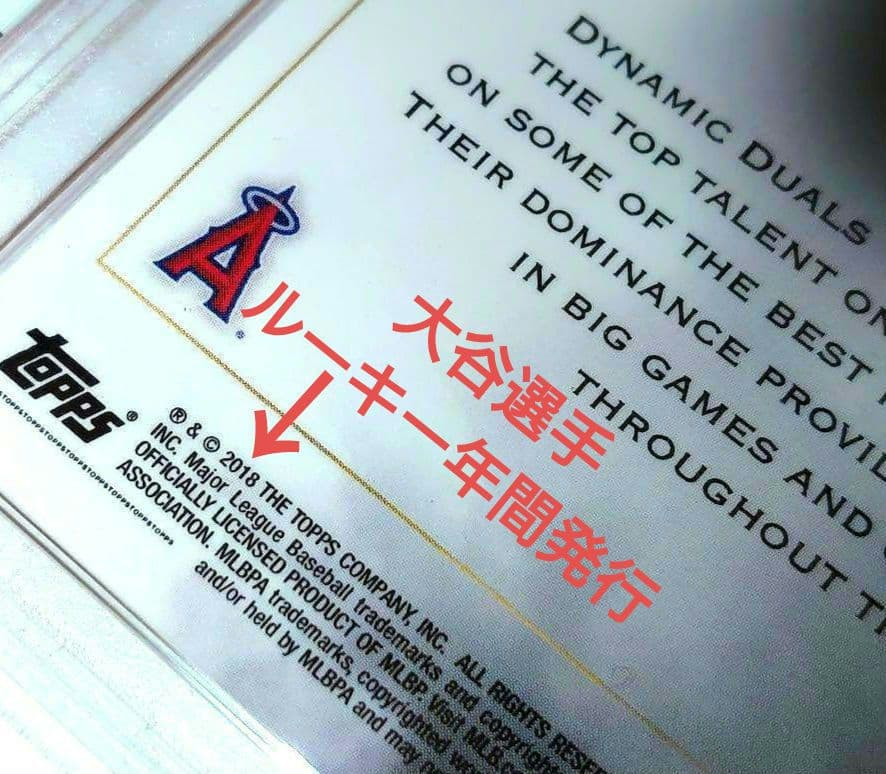 DYNAMIC DUALS
THE TOP TALENT ON
ON SOME OF THE BEST
THEIR DOMINANCE PROVID
IN BIG GAMES AND
THROUGHOUT
A
大谷選手
ルーキー年間発行
topps®
TOPPSTOPPSTOPPSTOPPSTOPPSTOPPSTOPPSTOPPS
® & © 2018 THE TOPPS COMPANY, INC. ALL RIGHTS RESER
INC. Major League Baseball trademarks and copyright
OFFICIALLY LICENSED PRODUCT OF MLBP. Visit MLB.co
ASSOCIATION. MLBPA trademarks, copyrighted
and/or held by MLBPA and may